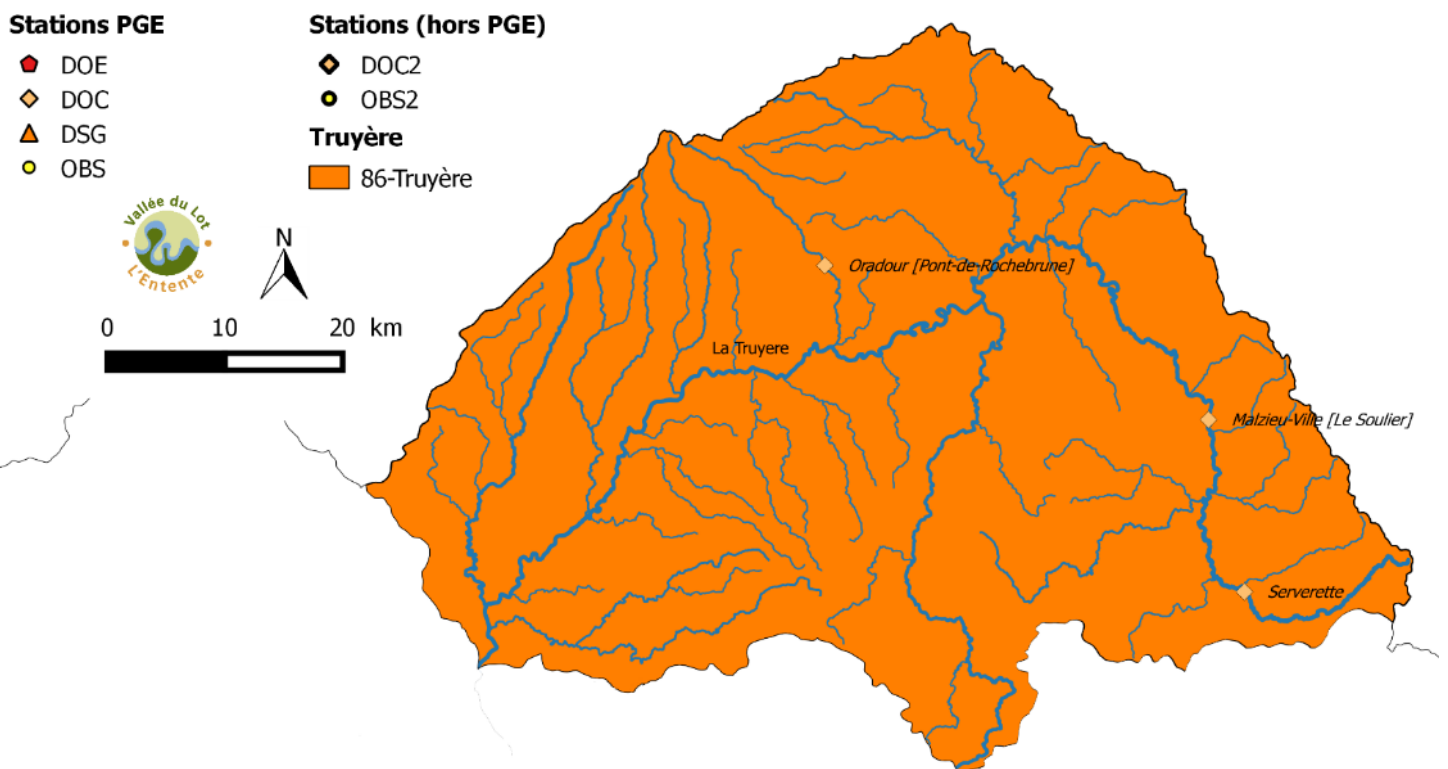 Stations PGE
DOE
DOC
DSG
OBS
Stations (hors PGE)
DOC2
OBS2
Truyère
86-Truyère
Vallée du Lot
L'Entente
N
0 10 20 km
Oradour [Pont-de-Rochebrune]
La Truyere
Malzieu-Ville [Le Soulier]
Serverette